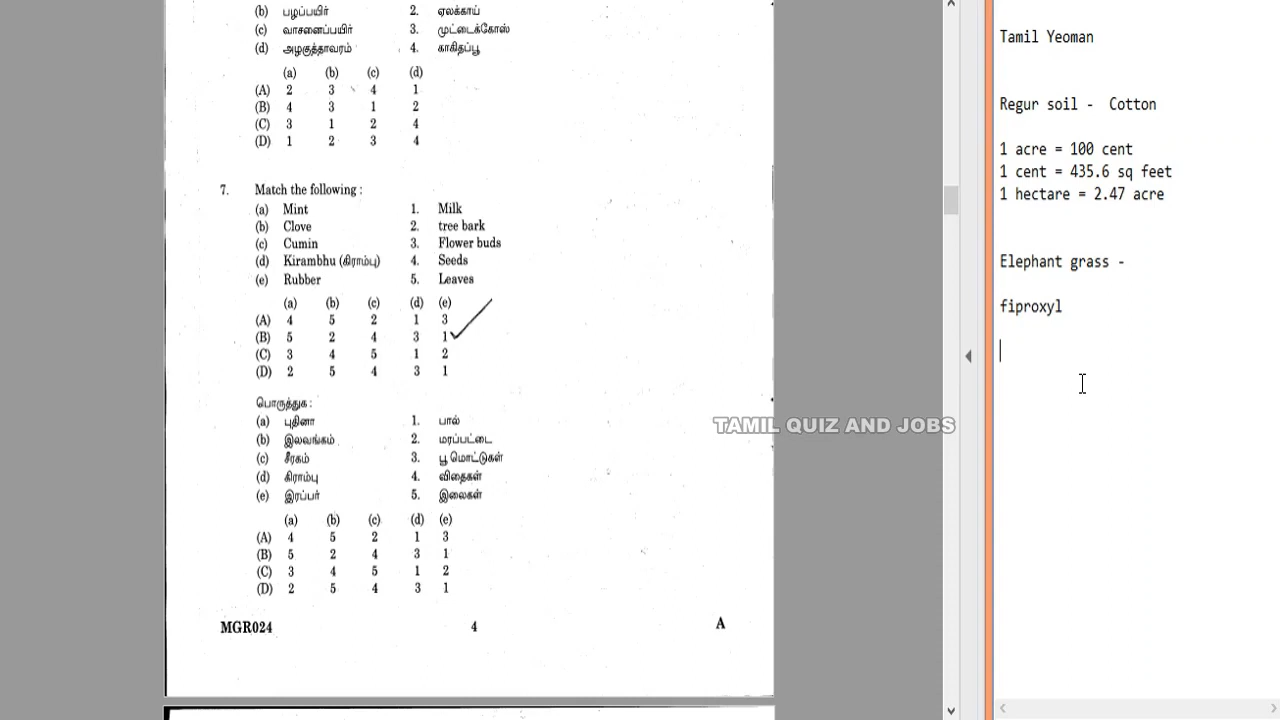 (b) பழப்பயிர் 2. ஏலக்காய்
(c) வாசனைப்பயிர் 3. முட்டைக்கோஸ்
(d) அழகுத்தாவரம் 4. காகிதப்பூ
(a) (b) (c) (d)
(A) 2 3 4 1
(B) 4 3 1 2
(C) 3 1 2 4
(D) 1 2 3 4
7. Match the following :
(a) Mint 1. Milk
(b) Clove 2. tree bark
(c) Cumin 3. Flower buds
(d) Kirambhu (கிராம்பு) 4. Seeds
(e) Rubber 5. Leaves
(a) (b) (c) (d) (e)
(A) 4 5 2 1 3
(B) 5 2 4 3 1
(C) 3 4 5 1 2
(D) 2 5 4 3 1
பொருத்துக :
(a) புதினா 1. பால்
(b) இலவங்கம் 2. மரப்பட்டை
(c) சீரகம் 3. பூ மொட்டுகள்
(d) கிராம்பு 4. விதைகள்
(e) இரப்பர் 5. இலைகள்
(a) (b) (c) (d) (e)
(A) 4 5 2 1 3
(B) 5 2 4 3 1
(C) 3 4 5 1 2
(D) 2 5 4 3 1
MGR024 4 A
TAMIL QUIZ AND JOBS
Tamil Yeoman
Regur soil - Cotton
1 acre = 100 cent
1 cent = 435.6 sq feet
1 hectare = 2.47 acre
Elephant grass -
fiproxyl